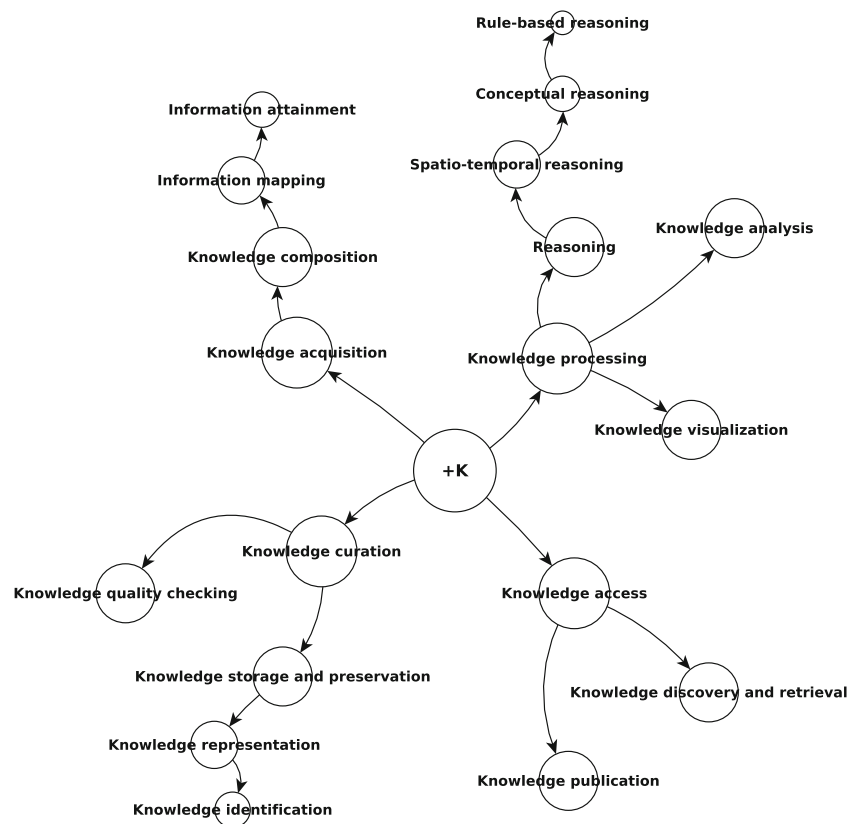 Rule-based reasoning
Conceptual reasoning
Information attainment
Spatio-temporal reasoning
Information mapping
Knowledge analysis
Reasoning
Knowledge composition
Knowledge acquisition
Knowledge processing
Knowledge visualization
+K
Knowledge curation
Knowledge quality checking
Knowledge access
Knowledge storage and preservation
Knowledge discovery and retrieval
Knowledge representation
Knowledge publication
Knowledge identification